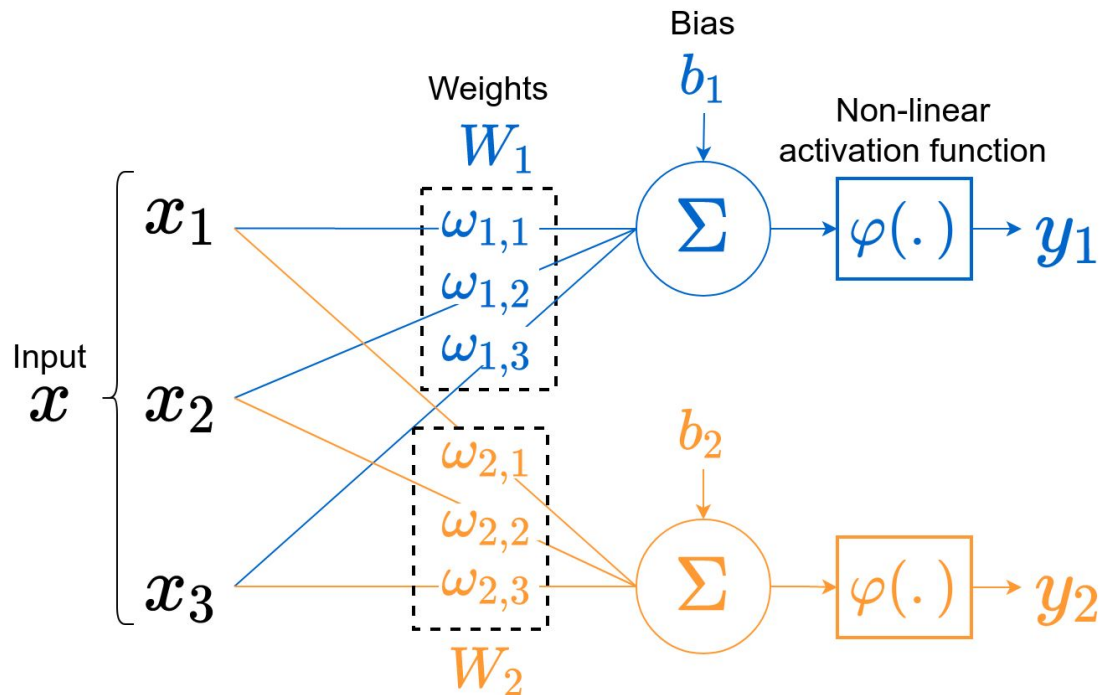 Bias
b₁
Weights
W₁
Non-linear
activation function
Input
x
x₁
x₂
x₃
ω₁,₁
ω₁,₂
ω₁,₃
Σ
φ(.)
y₁
ω₂,₁
ω₂,₂
ω₂,₃
W₂
b₂
Σ
φ(.)
y₂